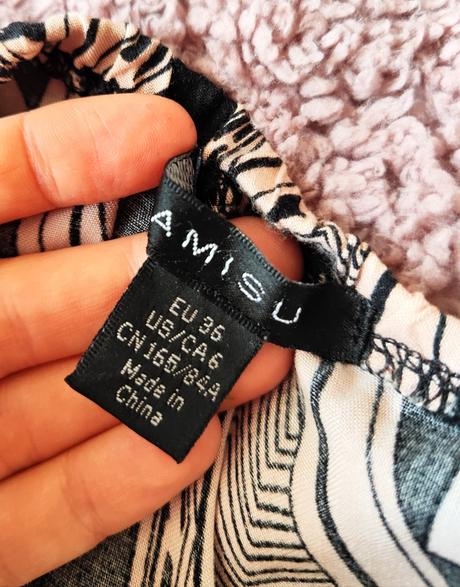 AMISU
EU 36
US/CA 6
CN 165/84A
Made in
China